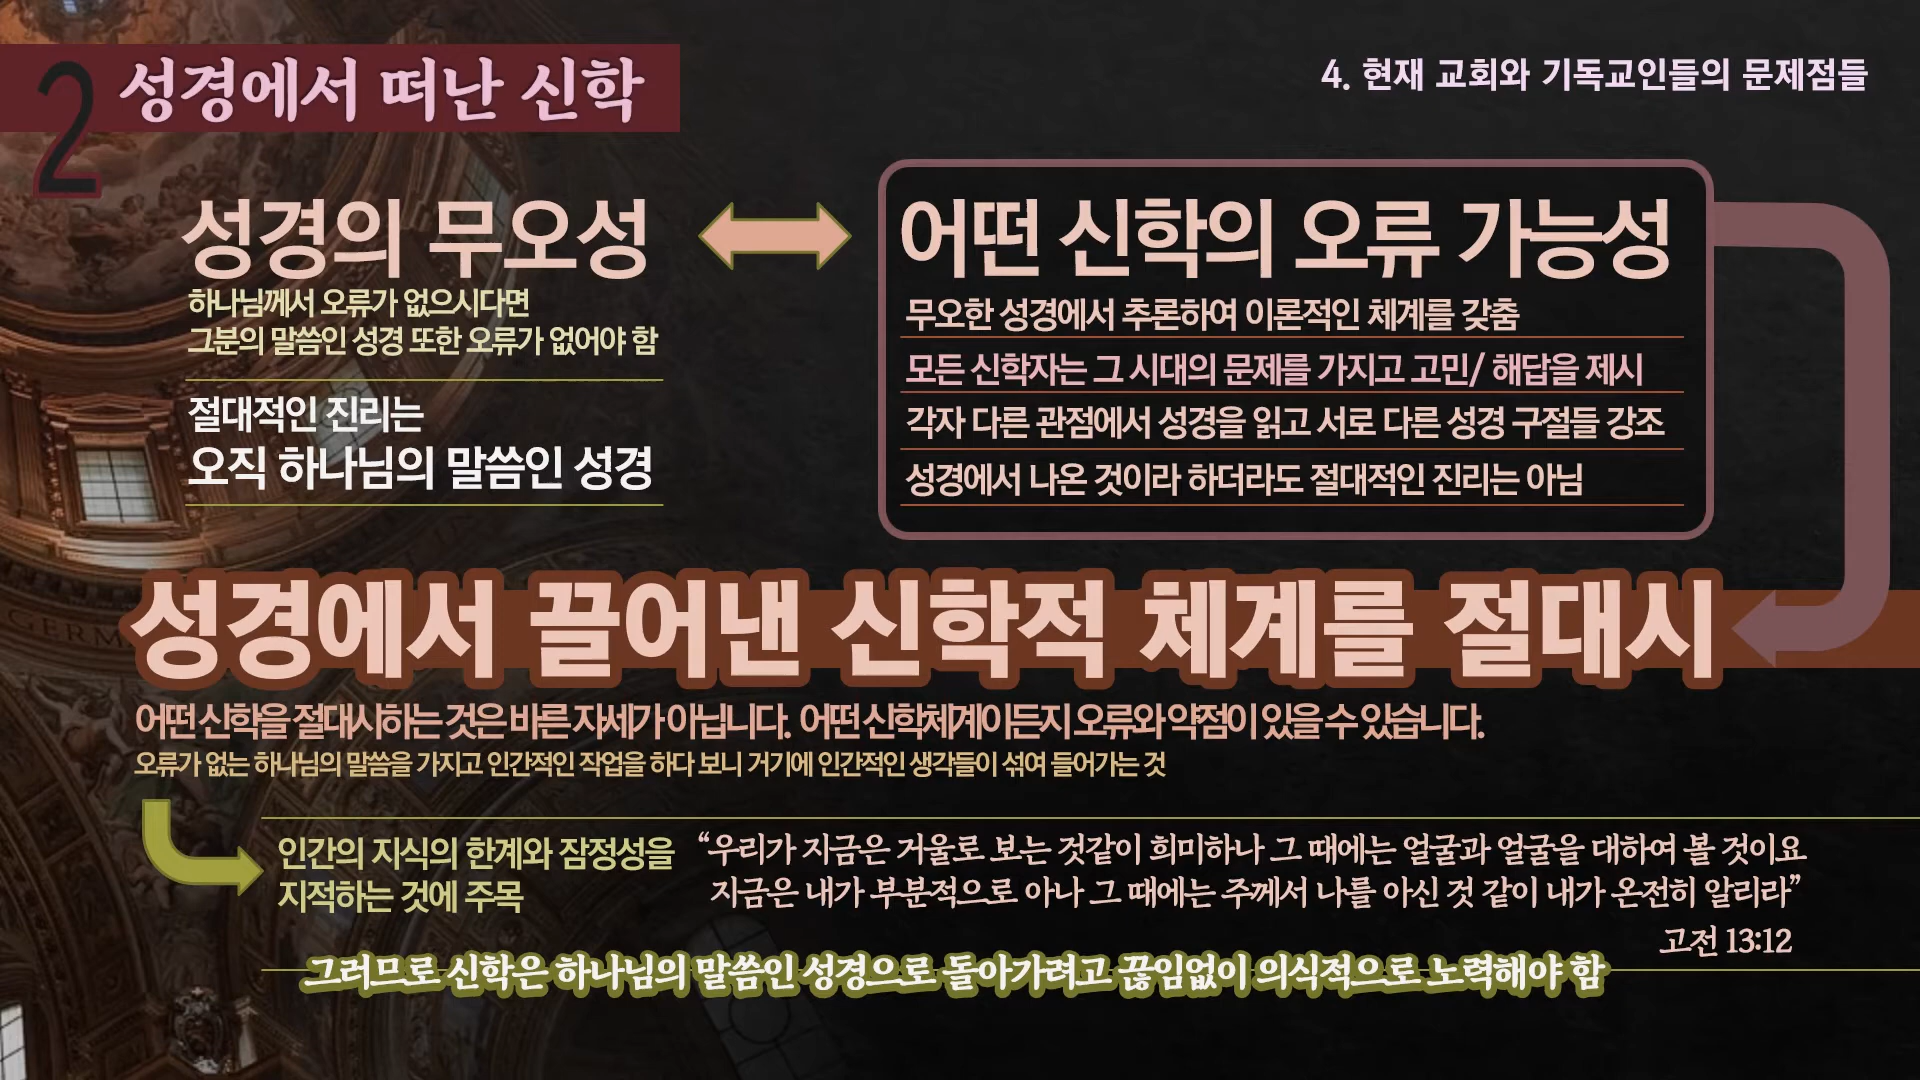 2 성경에서 떠난 신학
4. 현재 교회와 기독교인들의 문제점들
성경의 무오성
하나님께서 오류가 없으시다면
그분의 말씀인 성경 또한 오류가 없어야 함
절대적인 진리는
오직 하나님의 말씀인 성경
어떤 신학의 오류 가능성
무오한 성경에서 추론하여 이론적인 체계를 갖춤
모든 신학자는 그 시대의 문제를 가지고 고민/ 해답을 제시
각자 다른 관점에서 성경을 읽고 서로 다른 성경 구절들 강조
성경에서 나온 것이라 하더라도 절대적인 진리는 아님
성경에서 끌어낸 신학적 체계를 절대시
어떤 신학을 절대시하는 것은 바른 자세가 아닙니다. 어떤 신학체계이든지 오류와 약점이 있을 수 있습니다.
오류가 없는 하나님의 말씀을 가지고 인간적인 작업을 하다 보니 거기에 인간적인 생각들이 섞여 들어가는 것
인간의 지식의 한계와 잠정성을
지적하는 것에 주목
“우리가 지금은 거울로 보는 것같이 희미하나 그 때에는 얼굴과 얼굴을 대하여 볼 것이요
지금은 내가 부분적으로 아나 그 때에는 주께서 나를 아신 것 같이 내가 온전히 알리라”
고전 13:12
그러므로 신학은 하나님의 말씀인 성경으로 돌아가려고 끊임없이 의식적으로 노력해야 함
GERM